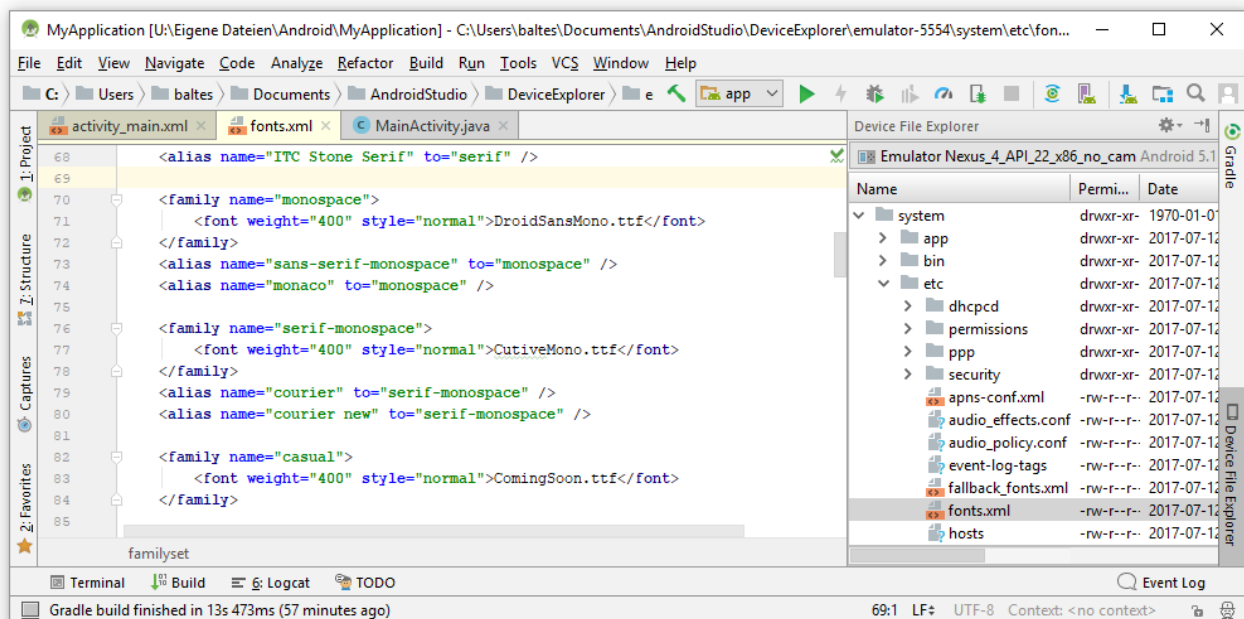 MyApplication [U:\Eigene Dateien\Android\MyApplication] - C:\Users\baltes\Documents\AndroidStudio\DeviceExplorer\emulator-5554\system\etc\fon...
File Edit View Navigate Code Analyze Refactor Build Run Tools VCS Window Help
C: Users baltes Documents AndroidStudio DeviceExplorer e app
activity_main.xml fonts.xml MainActivity.java
1: Project
7: Structure
Captures
2: Favorites
68 <alias name="ITC Stone Serif" to="serif" />
69
70 <family name="monospace">
71 <font weight="400" style="normal">DroidSansMono.ttf</font>
72 </family>
73 <alias name="sans-serif-monospace" to="monospace" />
74 <alias name="monaco" to="monospace" />
75
76 <family name="serif-monospace">
77 <font weight="400" style="normal">CutiveMono.ttf</font>
78 </family>
79 <alias name="courier" to="serif-monospace" />
80 <alias name="courier new" to="serif-monospace" />
81
82 <family name="casual">
83 <font weight="400" style="normal">ComingSoon.ttf</font>
84 </family>
85
familyset
Device File Explorer
Emulator Nexus_4_API_22_x86_no_cam Android 5.1
Name Permi... Date
system drwxr-xr- 1970-01-01
app drwxr-xr- 2017-07-12
bin drwxr-xr- 2017-07-12
etc drwxr-xr- 2017-07-12
dhcpcd drwxr-xr- 2017-07-12
permissions drwxr-xr- 2017-07-12
ppp drwxr-xr- 2017-07-12
security drwxr-xr- 2017-07-12
apns-conf.xml -rw-r--r-- 2017-07-12
audio_effects.conf -rw-r--r-- 2017-07-12
audio_policy.conf -rw-r--r-- 2017-07-12
event-log-tags -rw-r--r-- 2017-07-12
fallback_fonts.xml -rw-r--r-- 2017-07-12
fonts.xml -rw-r--r-- 2017-07-12
hosts -rw-r--r-- 2017-07-12
Gradle
Device File Explorer
Terminal Build 6: Logcat TODO Event Log
Gradle build finished in 13s 473ms (57 minutes ago) 69:1 LF UTF-8 Context: <no context>